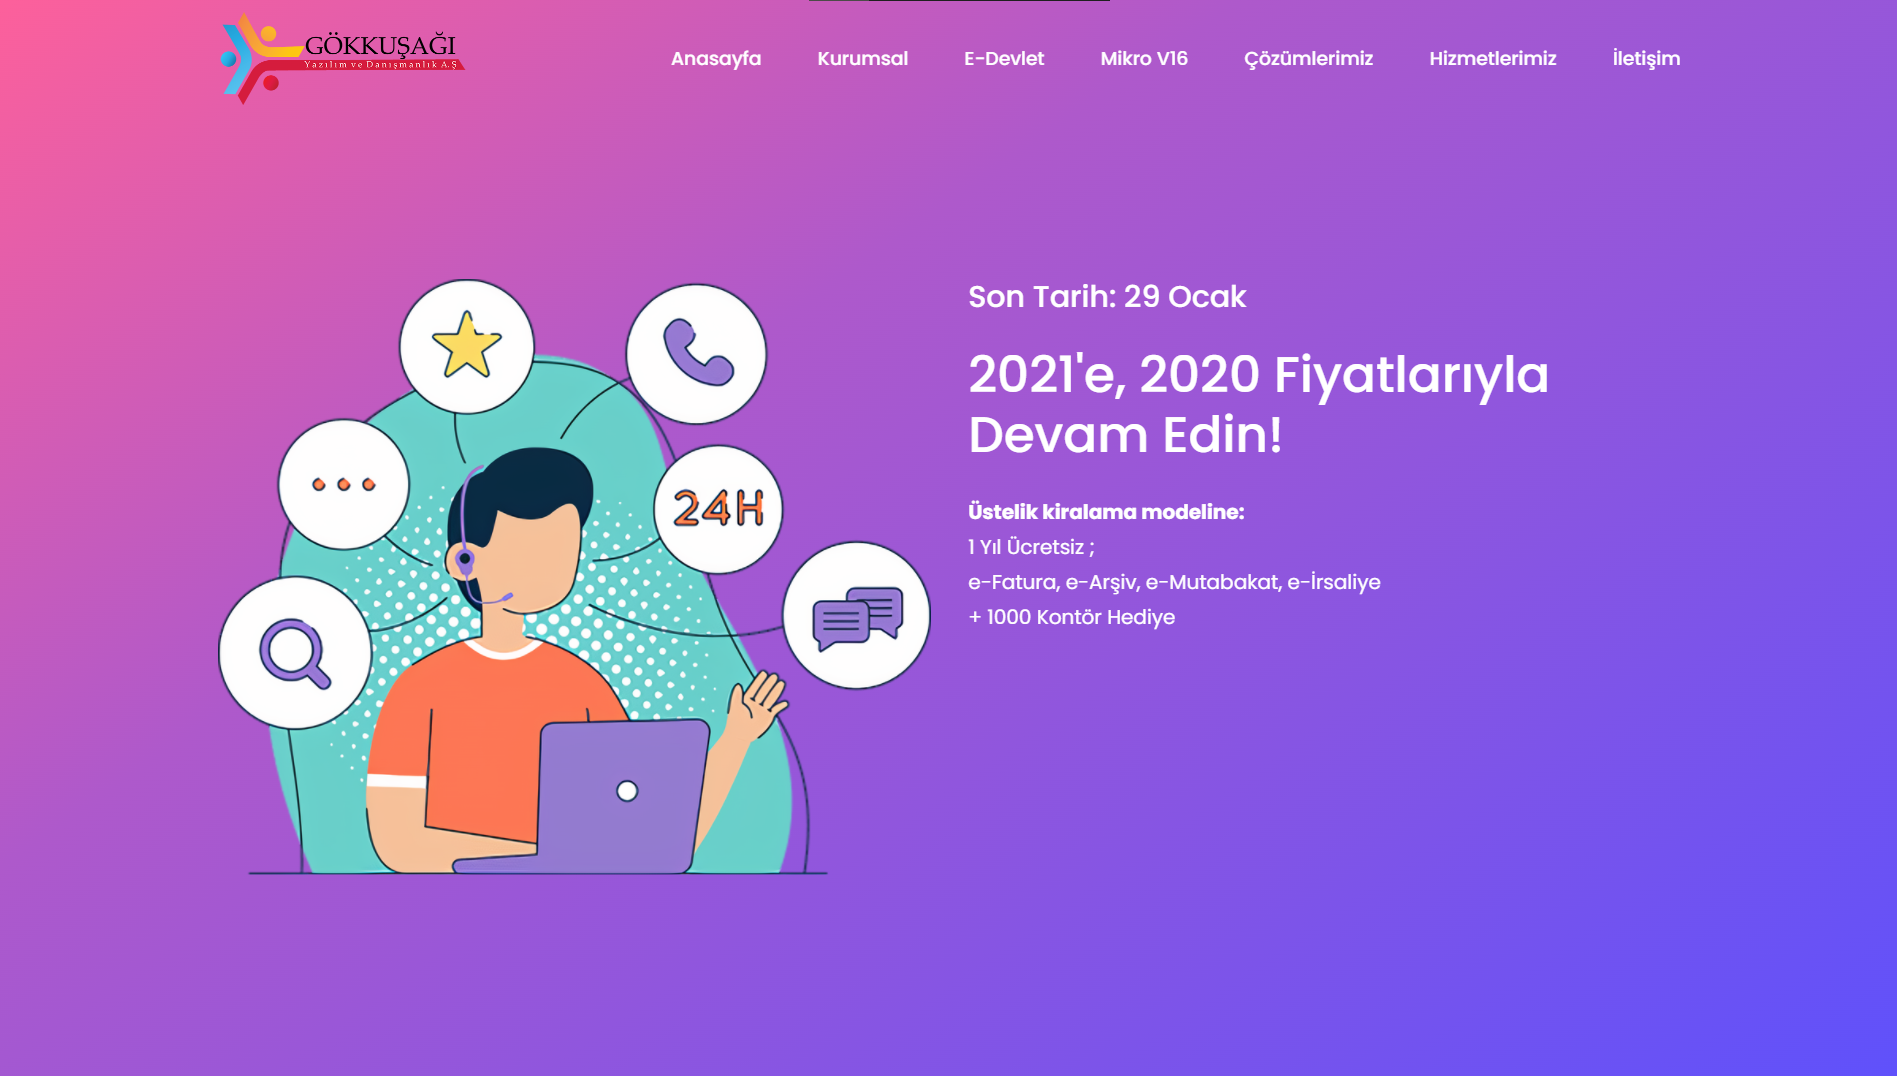 GÖKKUŞAĞI
Yazılım ve Danışmanlık A.Ş
Anasayfa
Kurumsal
E-Devlet
Mikro V16
Çözümlerimiz
Hizmetlerimiz
İletişim
Son Tarih: 29 Ocak
2021'e, 2020 Fiyatlarıyla
Devam Edin!
Üstelik kiralama modeline:
1 Yıl Ücretsiz ;
e-Fatura, e-Arşiv, e-Mutabakat, e-İrsaliye
+ 1000 Kontör Hediye
24H